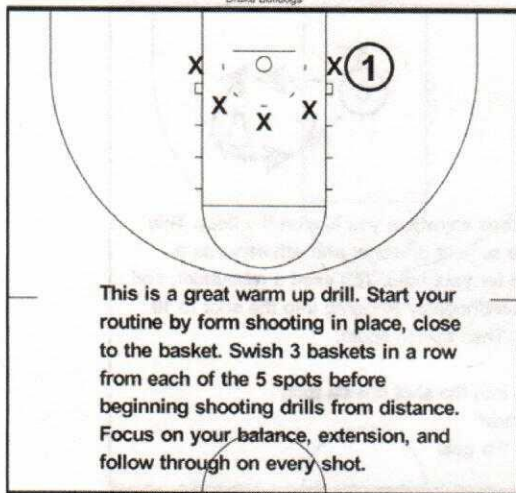 Drake Bulldogs
X X 1
X X
X
This is a great warm up drill. Start your
routine by form shooting in place, close
to the basket. Swish 3 baskets in a row
from each of the 5 spots before
beginning shooting drills from distance.
Focus on your balance, extension, and
follow through on every shot.